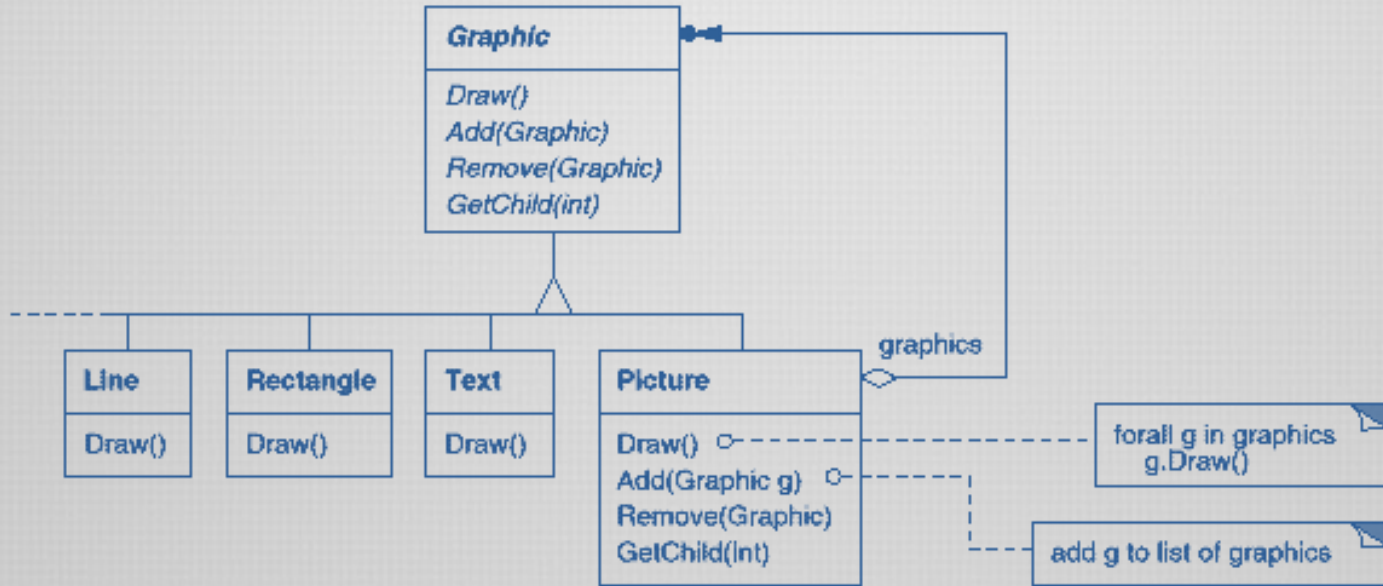 Graphic
Draw()
Add(Graphic)
Remove(Graphic)
GetChild(int)
graphics
Line
Draw()
Rectangle
Draw()
Text
Draw()
Picture
Draw()
Add(Graphic g)
Remove(Graphic)
GetChild(int)
forall g in graphics
g.Draw()
add g to list of graphics